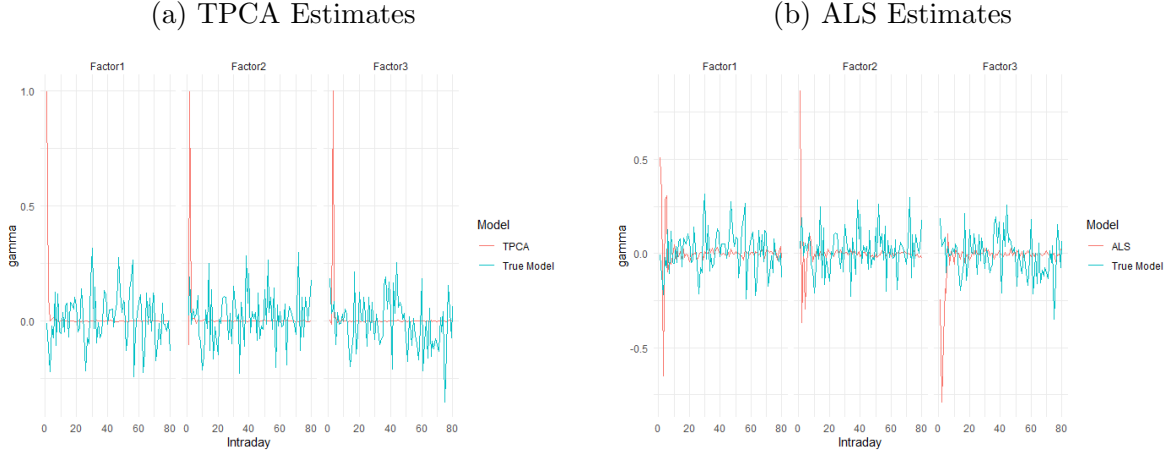 (a) TPCA Estimates
Factor1 Factor2 Factor3
1.0
0.5
0.0
gamma
0 20 40 60 80 0 20 40 60 80 0 20 40 60 80
Intraday
Model
TPCA
True Model
(b) ALS Estimates
Factor1 Factor2 Factor3
0.5
0.0
-0.5
gamma
0 20 40 60 80 0 20 40 60 80 0 20 40 60 80
Intraday
Model
ALS
True Model